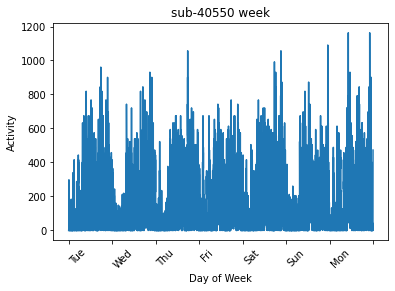 sub-40550 week
1200
1000
800
600
400
200
0
Activity
Tue
Wed
Thu
Fri
Sat
Sun
Mon
Day of Week